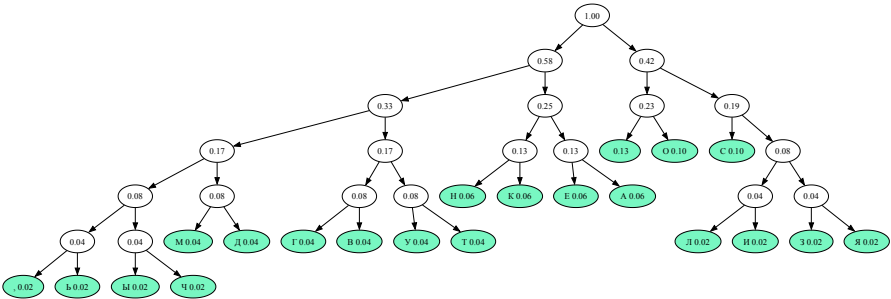 1.00
0.58 0.42
0.33 0.25 0.23 0.19
0.17 0.17 0.13 0.13 0.13 О 0.10 С 0.10 0.08
0.08 0.08 0.08 0.08 Н 0.06 К 0.06 Е 0.06 А 0.06 0.04 0.04
0.04 0.04 М 0.04 Д 0.04 Г 0.04 В 0.04 У 0.04 Т 0.04 Л 0.02 И 0.02 З 0.02 Я 0.02
, 0.02 Ь 0.02 Ы 0.02 Ч 0.02